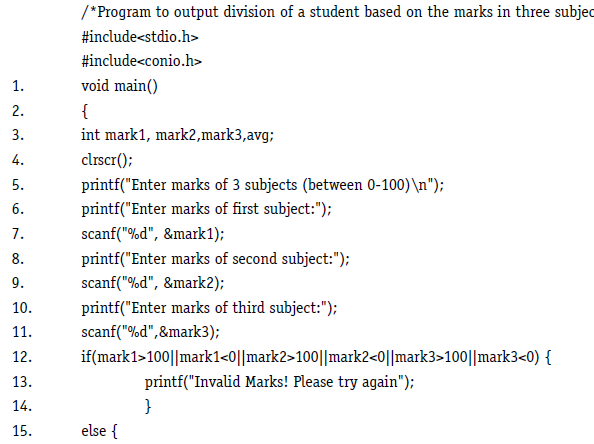 /*Program to output division of a student based on the marks in three
#include<stdio.h>
#include<conio.h>
1. void main()
2. {
3. int mark1, mark2,mark3,avg;
4. clrscr();
5. printf("Enter marks of 3 subjects (between 0-100)\n");
6. printf("Enter marks of first subject:");
7. scanf("%d", &mark1);
8. printf("Enter marks of second subject:");
9. scanf("%d", &mark2);
10. printf("Enter marks of third subject:");
11. scanf("%d",&mark3);
12. if(mark1>100||mark1<0||mark2>100||mark2<0||mark3>100||mark3<0) {
13. printf("Invalid Marks! Please try again");
14. }
15. else {